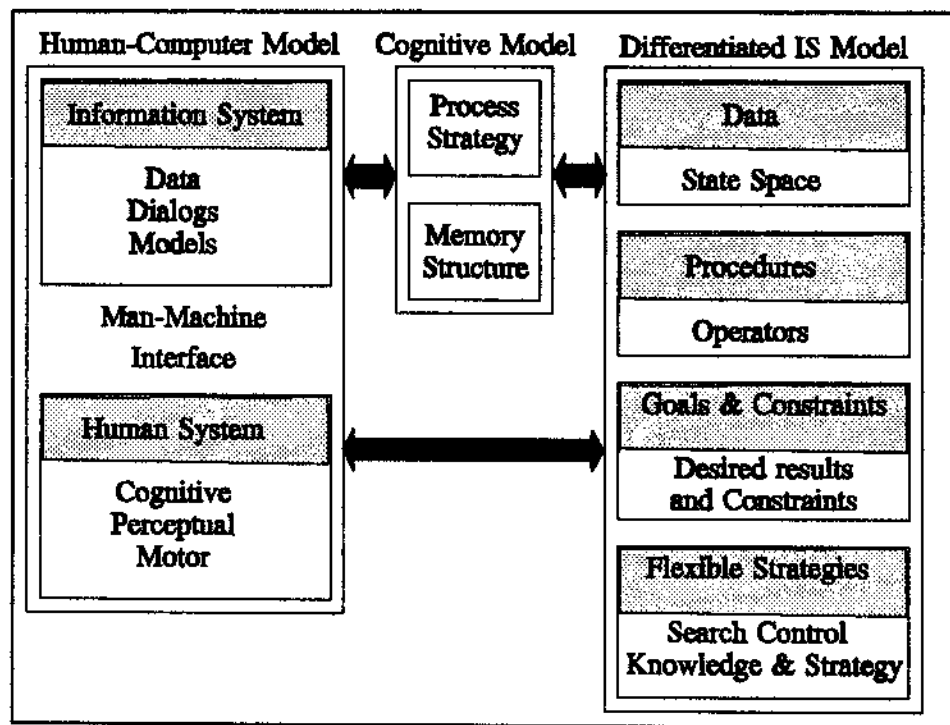 Human-Computer Model
Information System
Data
Dialogs
Models
Man-Machine
Interface
Human System
Cognitive
Perceptual
Motor
Cognitive Model
Process
Strategy
Memory
Structure
Differentiated IS Model
Data
State Space
Procedures
Operators
Goals & Constraints
Desired results
and Constraints
Flexible Strategies
Search Control
Knowledge & Strategy